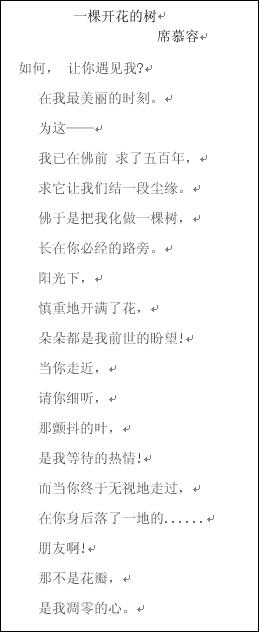 一棵开花的树
席慕容
如何， 让你遇见我?
在我最美丽的时刻。
为这——
我已在佛前 求了五百年，
求它让我们结一段尘缘。
佛于是把我化做一棵树，
长在你必经的路旁。
阳光下，
慎重地开满了花，
朵朵都是我前世的盼望!
当你走近，
请你细听，
那颤抖的叶，
是我等待的热情!
而当你终于无视地走过，
在你身后落了一地的......
朋友啊!
那不是花瓣，
是我凋零的心。